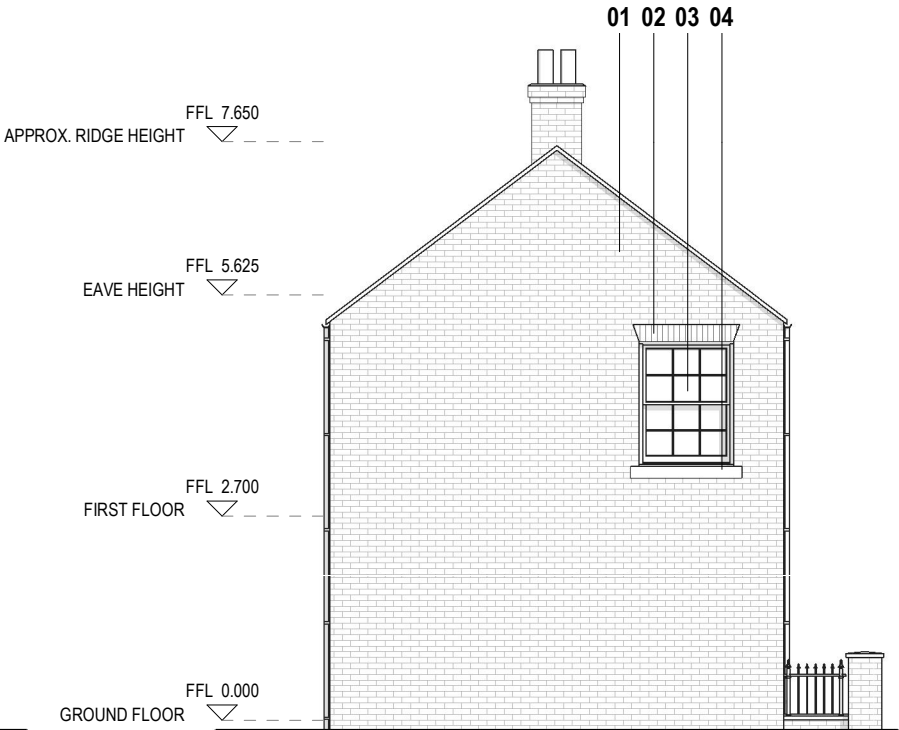 01 02 03 04
FFL 7.650
APPROX. RIDGE HEIGHT
FFL 5.625
EAVE HEIGHT
FFL 2.700
FIRST FLOOR
FFL 0.000
GROUND FLOOR